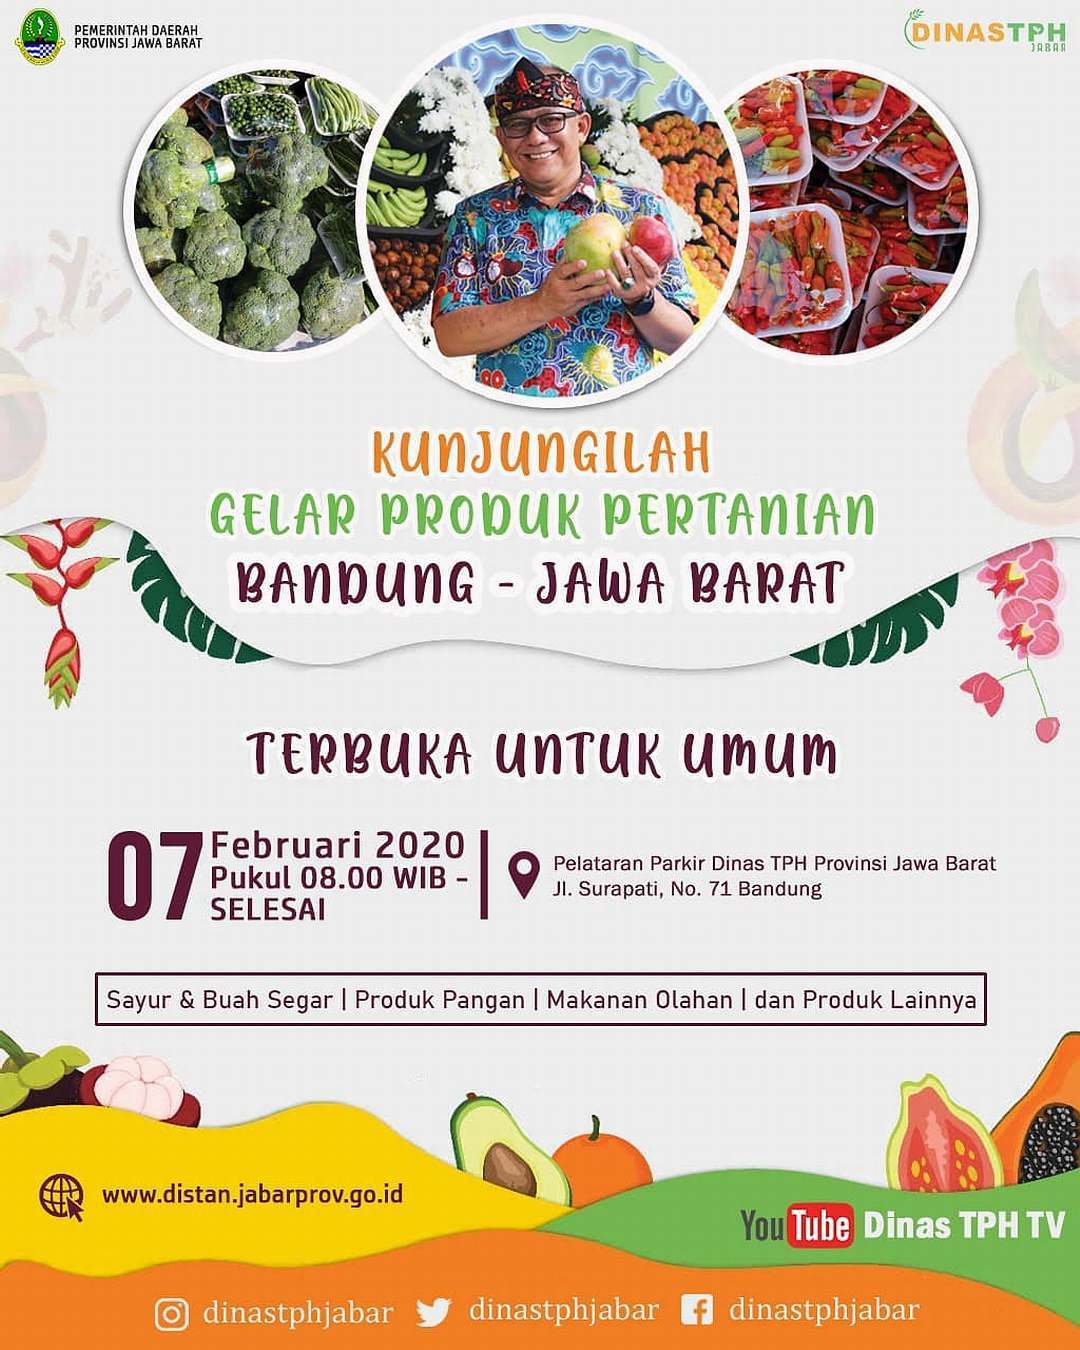 PEMERINTAH DAERAH
PROVINSI JAWA BARAT
DINASTPH
JABAR
KUNJUNGILAH
GELAR PRODUK PERTANIAN
BANDUNG - JAWA BARAT
TERBUKA UNTUK UMUM
07
Februari 2020
Pukul 08.00 WIB -
SELESAI
Pelataran Parkir Dinas TPH Provinsi Jawa Barat
Jl. Surapati, No. 71 Bandung
Sayur & Buah Segar | Produk Pangan | Makanan Olahan | dan Produk Lainnya
www.distan.jabarprov.go.id
YouTube Dinas TPH TV
dinastphjabar dinastphjabar dinastphjabar